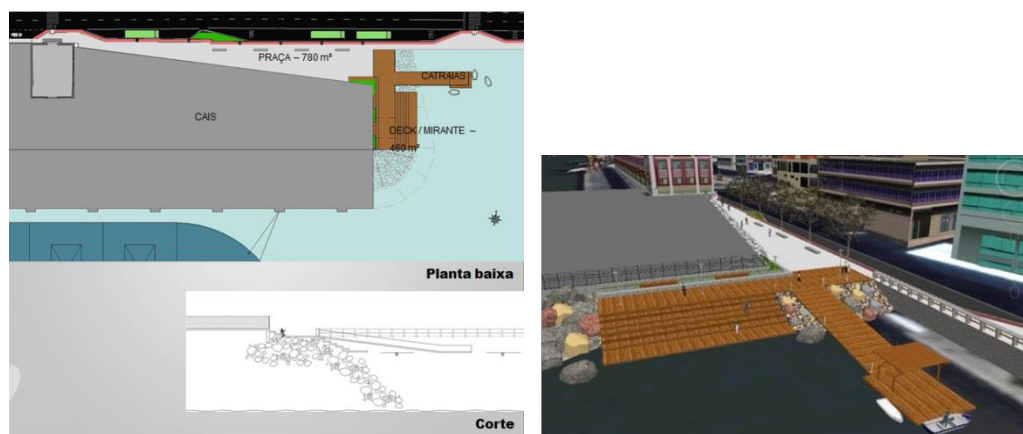 PRAÇA – 780 m²
CATRAIAS
CAIS
DECK / MIRANTE –
460 m²
Planta baixa
Corte